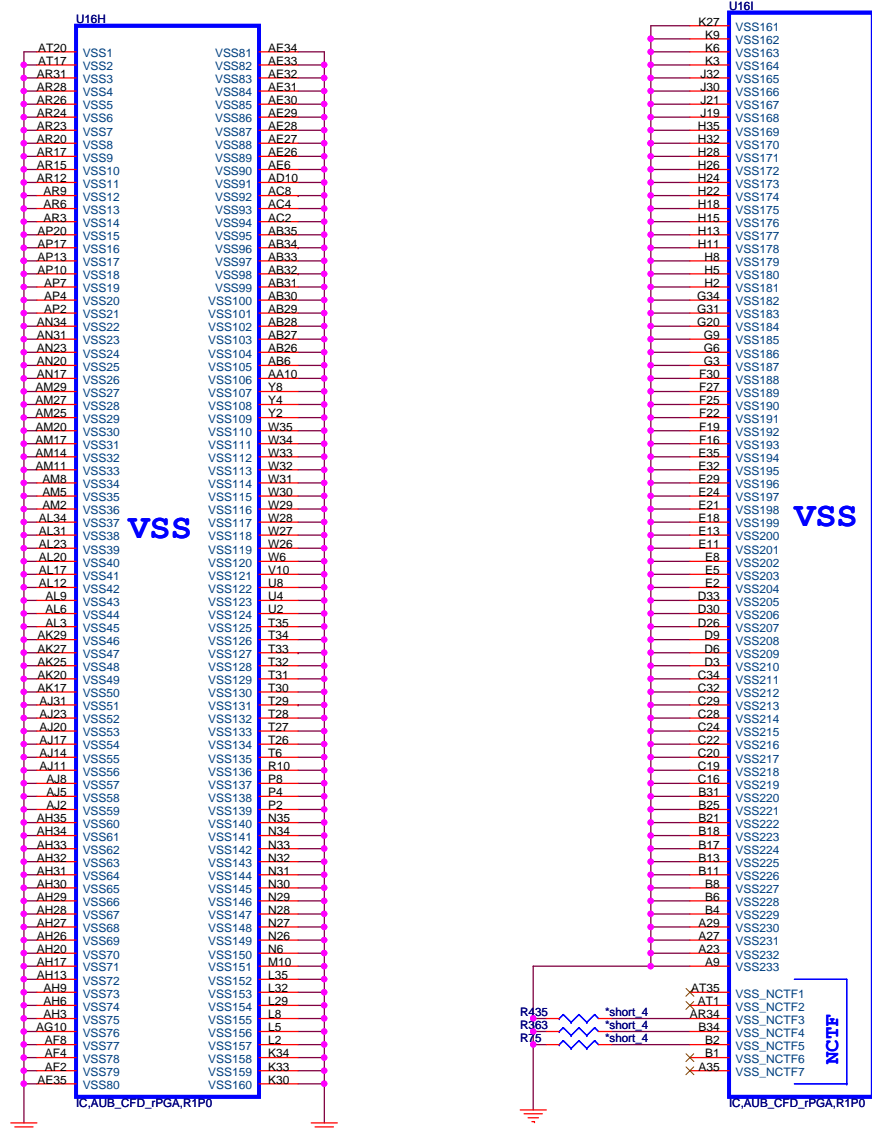 U16H
AT20 VSS1 VSS81 AE34
AT17 VSS2 VSS82 AE33
AR31 VSS3 VSS83 AE32
AR28 VSS4 VSS84 AE31
AR26 VSS5 VSS85 AE30
AR24 VSS6 VSS86 AE29
AR23 VSS7 VSS87 AE28
AR20 VSS8 VSS88 AE27
AR17 VSS9 VSS89 AE26
AR15 VSS10 VSS90 AE6
AR12 VSS11 VSS91 AD10
AR9 VSS12 VSS92 AC8
AR6 VSS13 VSS93 AC4
AR3 VSS14 VSS94 AC2
AP20 VSS15 VSS95 AB35
AP17 VSS16 VSS96 AB34
AP13 VSS17 VSS97 AB33
AP10 VSS18 VSS98 AB32
AP7 VSS19 VSS99 AB31
AP4 VSS20 VSS100 AB30
AP2 VSS21 VSS101 AB29
AN34 VSS22 VSS102 AB28
AN31 VSS23 VSS103 AB27
AN23 VSS24 VSS104 AB26
AN20 VSS25 VSS105 AB6
AN17 VSS26 VSS106 AA10
AM29 VSS27 VSS107 Y8
AM27 VSS28 VSS108 Y4
AM25 VSS29 VSS109 Y2
AM20 VSS30 VSS110 W35
AM17 VSS31 VSS111 W34
AM14 VSS32 VSS112 W33
AM11 VSS33 VSS113 W32
AM8 VSS34 VSS114 W31
AM5 VSS35 VSS115 W30
AM2 VSS36 VSS116 W29
AL34 VSS37 VSS117 W28
AL31 VSS38 VSS118 W27
AL23 VSS39 VSS119 W26
AL20 VSS40 VSS120 W6
AL17 VSS41 VSS121 V10
AL12 VSS42 VSS122 U8
AL9 VSS43 VSS123 U4
AL6 VSS44 VSS124 U2
AL3 VSS45 VSS125 T35
AK29 VSS46 VSS126 T34
AK27 VSS47 VSS127 T33
AK25 VSS48 VSS128 T32
AK20 VSS49 VSS129 T31
AK17 VSS50 VSS130 T30
AJ31 VSS51 VSS131 T29
AJ23 VSS52 VSS132 T28
AJ20 VSS53 VSS133 T27
AJ17 VSS54 VSS134 T26
AJ14 VSS55 VSS135 T6
AJ11 VSS56 VSS136 R10
AJ8 VSS57 VSS137 P8
AJ5 VSS58 VSS138 P4
AJ2 VSS59 VSS139 P2
AH35 VSS60 VSS140 N35
AH34 VSS61 VSS141 N34
AH33 VSS62 VSS142 N33
AH32 VSS63 VSS143 N32
AH31 VSS64 VSS144 N31
AH30 VSS65 VSS145 N30
AH29 VSS66 VSS146 N29
AH28 VSS67 VSS147 N28
AH27 VSS68 VSS148 N27
AH26 VSS69 VSS149 N26
AH20 VSS70 VSS150 N6
AH17 VSS71 VSS151 M10
AH13 VSS72 VSS152 L35
AH9 VSS73 VSS153 L32
AH6 VSS74 VSS154 L29
AH3 VSS75 VSS155 L8
AG10 VSS76 VSS156 L5
AF8 VSS77 VSS157 L2
AF4 VSS78 VSS158 K34
AF2 VSS79 VSS159 K33
AE35 VSS80 VSS160 K30
VSS
IC,AUB_CFD_rPGA,R1P0
U16I
K27 VSS161
K9 VSS162
K6 VSS163
K3 VSS164
J32 VSS165
J30 VSS166
J21 VSS167
J19 VSS168
H35 VSS169
H32 VSS170
H28 VSS171
H26 VSS172
H24 VSS173
H22 VSS174
H18 VSS175
H15 VSS176
H13 VSS177
H11 VSS178
H8 VSS179
H5 VSS180
H2 VSS181
G34 VSS182
G31 VSS183
G20 VSS184
G9 VSS185
G6 VSS186
G3 VSS187
F30 VSS188
F27 VSS189
F25 VSS190
F22 VSS191
F19 VSS192
F16 VSS193
E35 VSS194
E32 VSS195
E29 VSS196
E24 VSS197
E21 VSS198
E18 VSS199
E13 VSS200
E11 VSS201
E8 VSS202
E5 VSS203
E2 VSS204
D33 VSS205
D30 VSS206
D26 VSS207
D9 VSS208
D6 VSS209
D3 VSS210
C34 VSS211
C32 VSS212
C29 VSS213
C28 VSS214
C24 VSS215
C22 VSS216
C20 VSS217
C19 VSS218
C16 VSS219
B31 VSS220
B25 VSS221
B21 VSS222
B18 VSS223
B17 VSS224
B13 VSS225
B11 VSS226
B8 VSS227
B6 VSS228
B4 VSS229
A29 VSS230
A27 VSS231
A23 VSS232
A9 VSS233
VSS
AT35 VSS_NCTF1
AT1 VSS_NCTF2
R435 *short_4 AR34 VSS_NCTF3
R363 *short_4 B34 VSS_NCTF4
R75 *short_4 B2 VSS_NCTF5
B1 VSS_NCTF6
A35 VSS_NCTF7
NCTF
IC,AUB_CFD_rPGA,R1P0